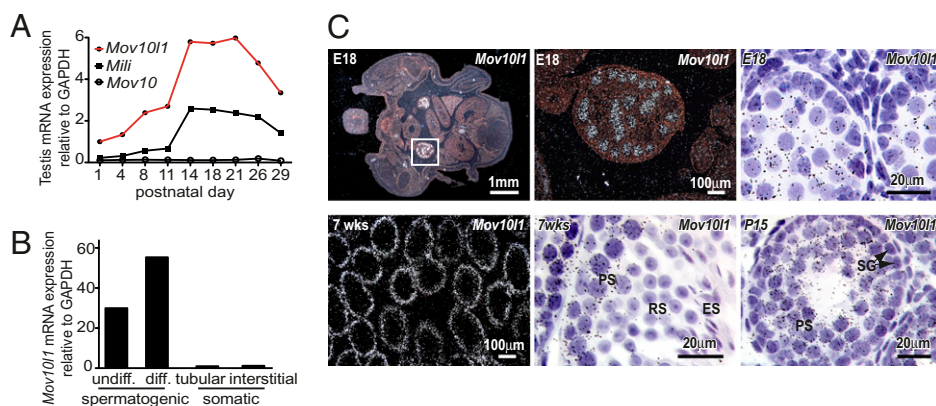 A
Mov10l1
Mili
Mov10
Testis mRNA expression
relative to GAPDH
6
4
2
0
1 4 8 11 14 18 21 26 29
postnatal day
B
Mov10l1 mRNA expression
relative to GAPDH
60
40
20
0
undiff. diff. tubular interstitial
spermatogenic somatic
C
E18 Mov10l1
1mm
E18 Mov10l1
100μm
E18 Mov10l1
20μm
7 wks Mov10l1
100μm
7wks Mov10l1
PS
RS
ES
20μm
P15 Mov10l1
SG
PS
20μm